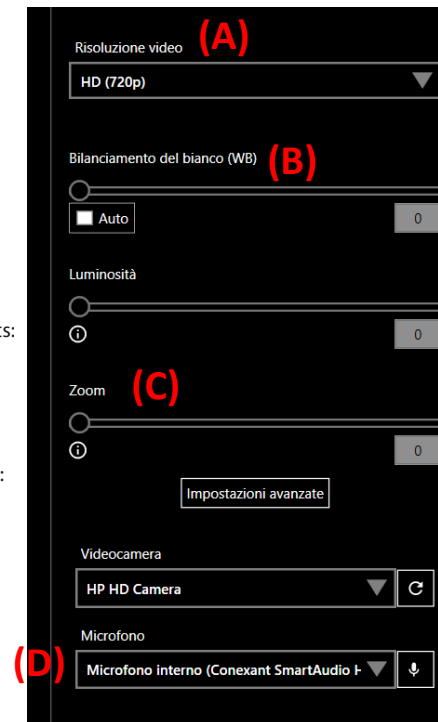 Risoluzione video (A)
HD (720p)
Bilanciamento del bianco (WB) (B)
Auto 0
Luminosità
ts:
0
Zoom (C)
0
:
Impostazioni avanzate
Videocamera
HP HD Camera
Microfono
(D) Microfono interno (Conexant SmartAudio H